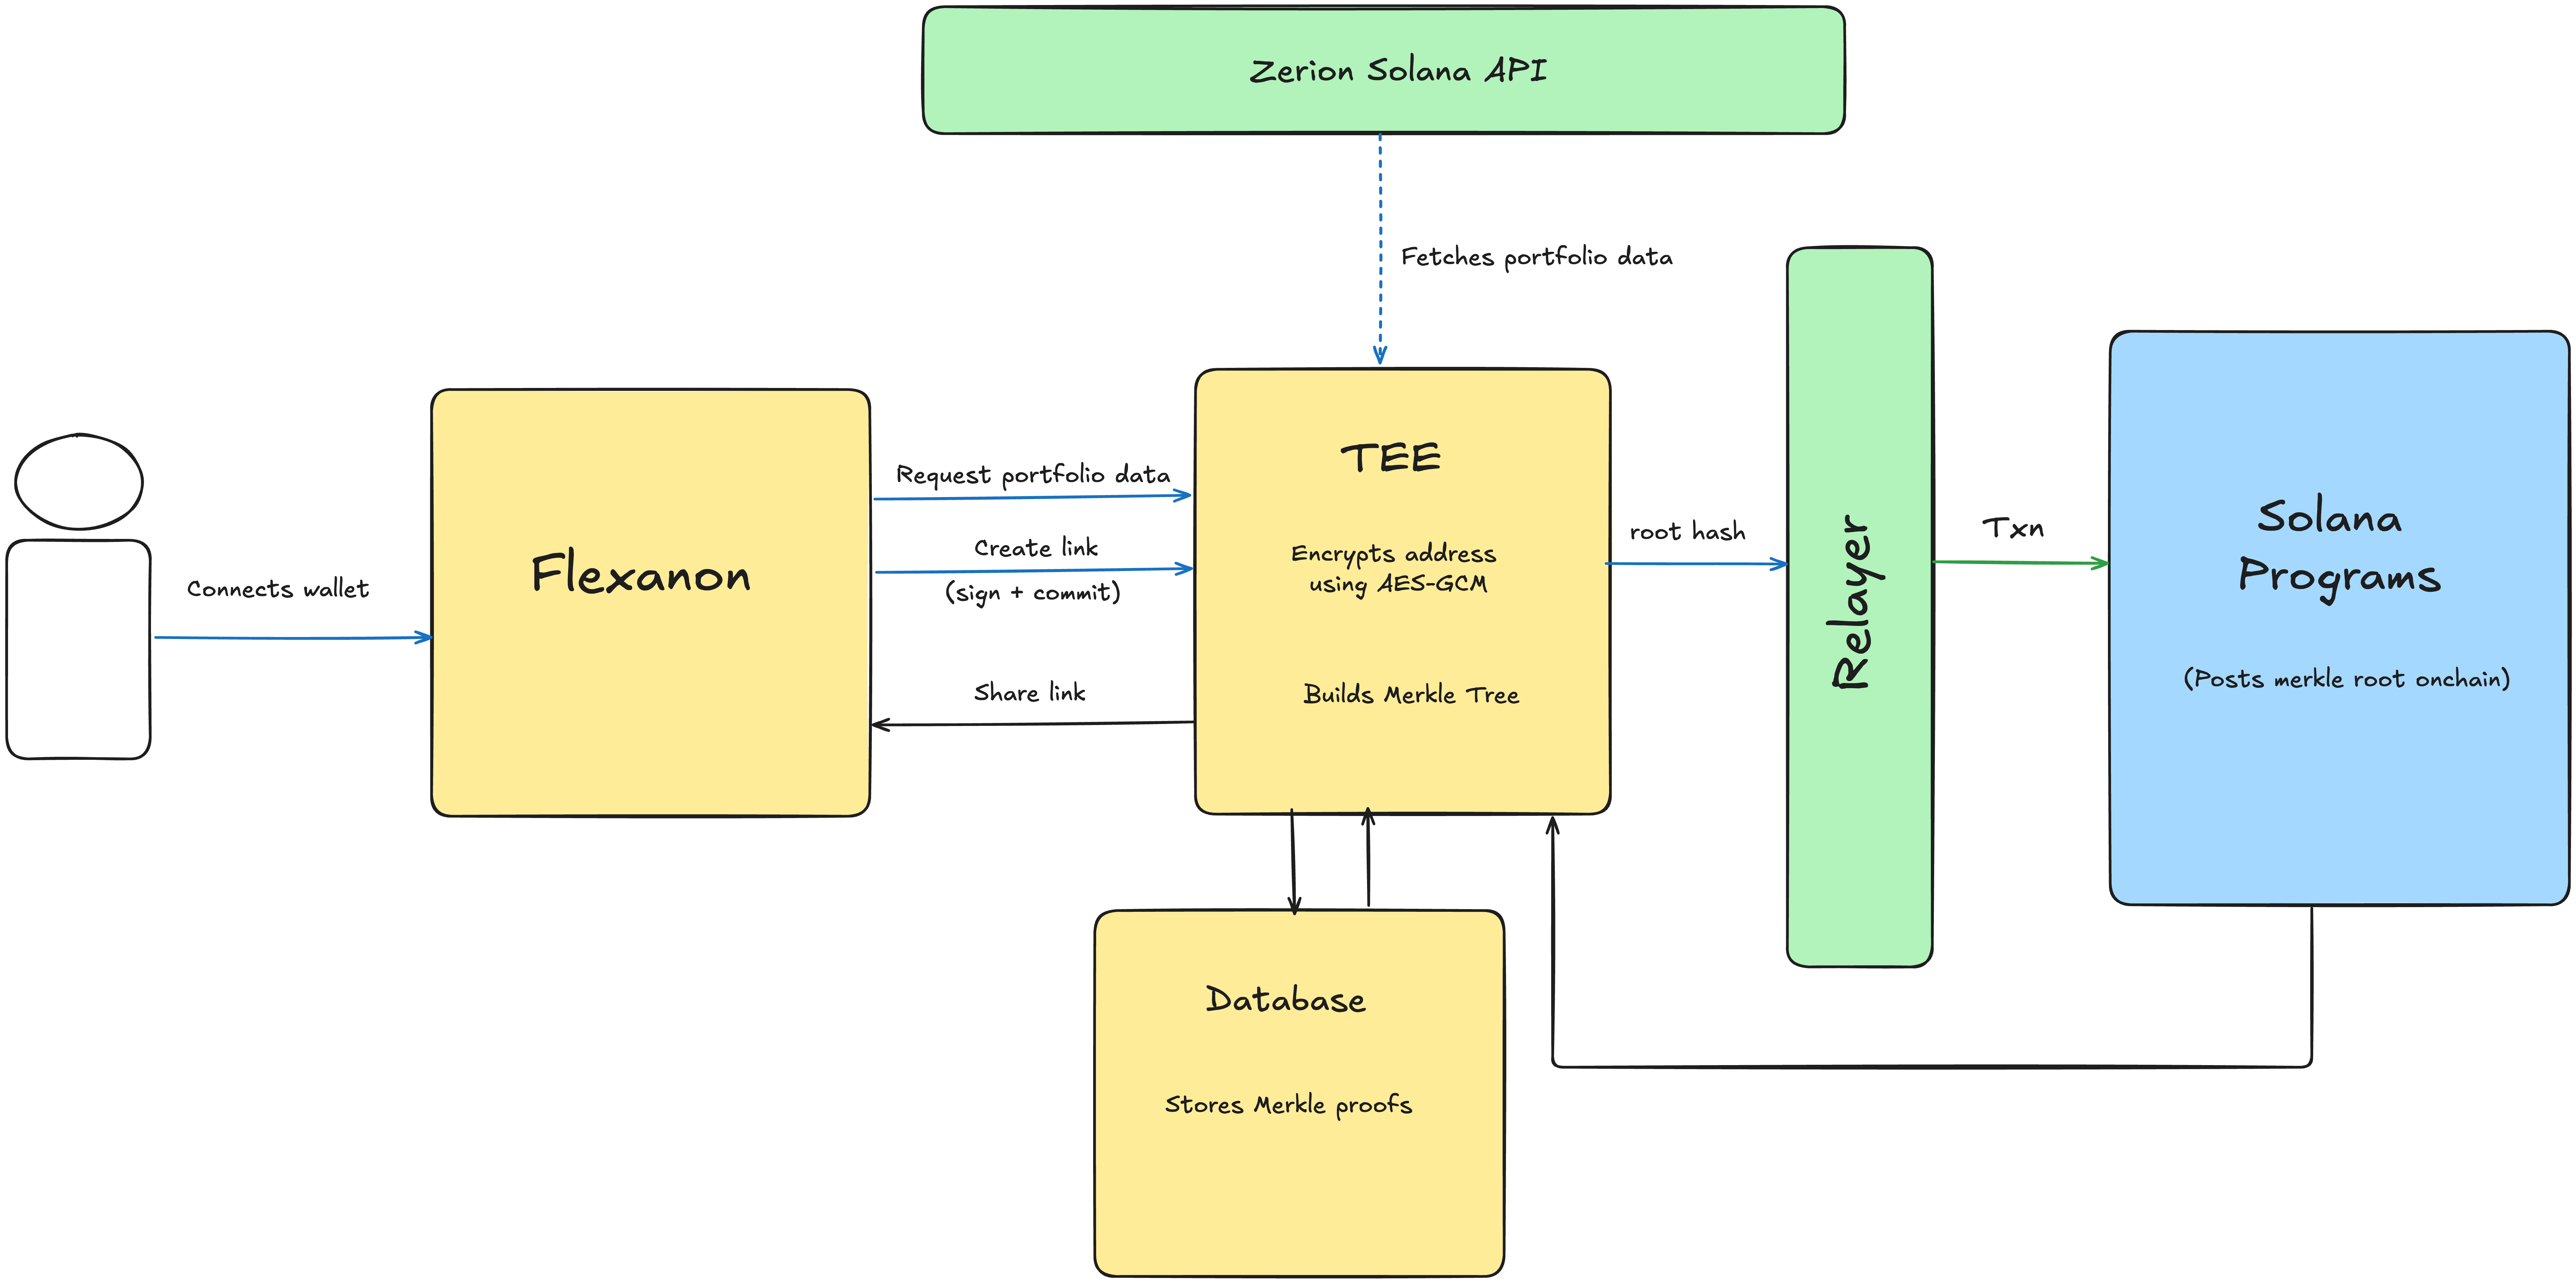 Zerion Solana API
Fetches portfolio data
Connects wallet
Flexanon
Request portfolio data
Create link
(sign + commit)
Share link
TEE
Encrypts address
using AES-GCM
Builds Merkle Tree
root hash
Relayer
Txn
Solana
Programs
(Posts merkle root onchain)
Database
Stores Merkle proofs